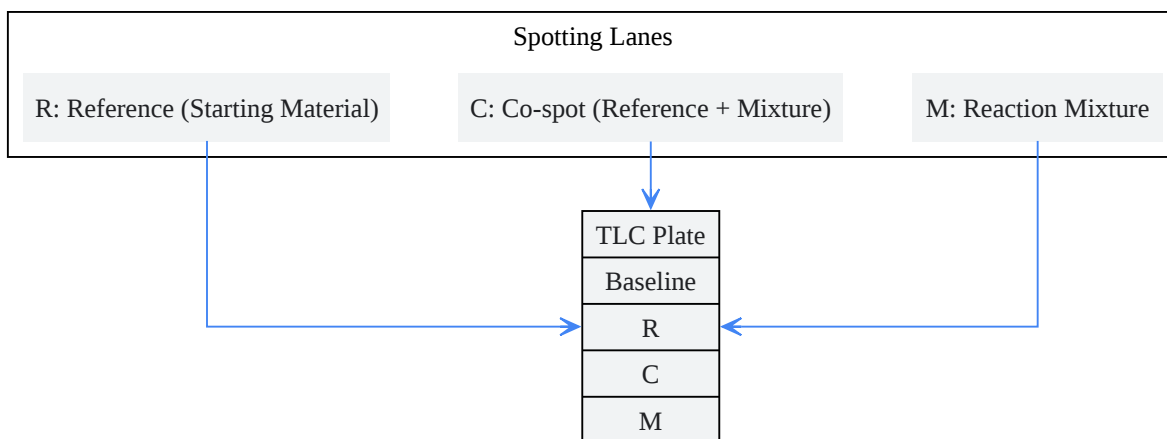 Spotting Lanes
R: Reference (Starting Material)
C: Co-spot (Reference + Mixture)
M: Reaction Mixture
TLC Plate
Baseline
R
C
M